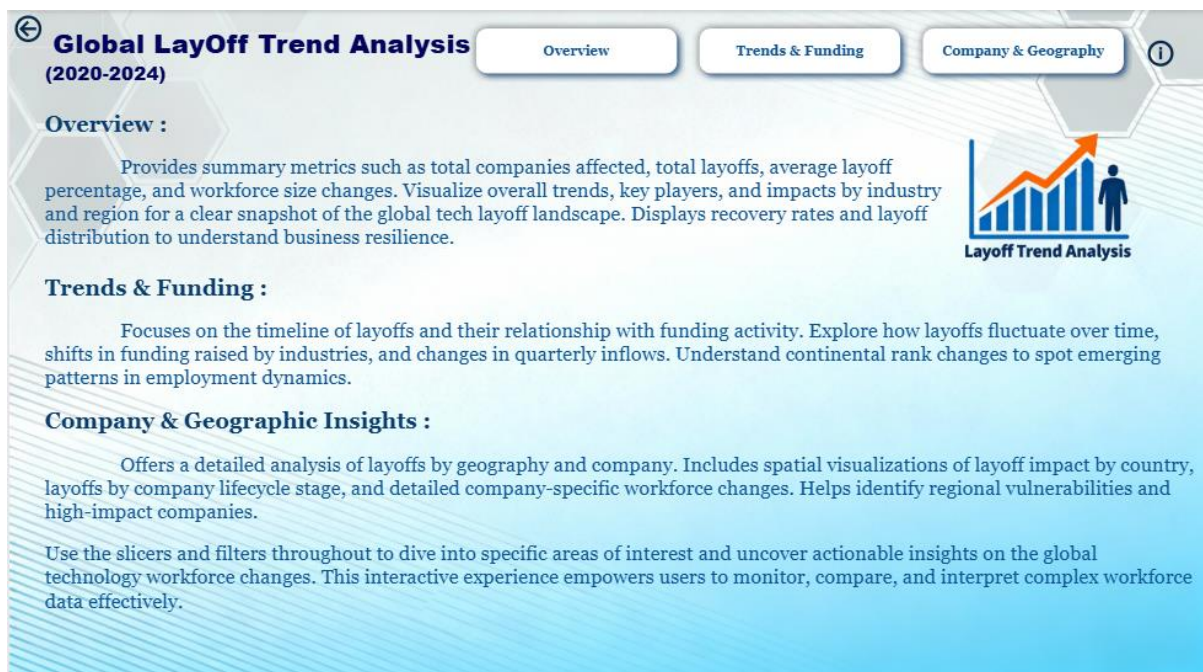 Global LayOff Trend Analysis
(2020-2024)
Overview
Trends & Funding
Company & Geography
Overview :
Provides summary metrics such as total companies affected, total layoffs, average layoff
percentage, and workforce size changes. Visualize overall trends, key players, and impacts by industry
and region for a clear snapshot of the global tech layoff landscape. Displays recovery rates and layoff
distribution to understand business resilience.
Layoff Trend Analysis
Trends & Funding :
Focuses on the timeline of layoffs and their relationship with funding activity. Explore how layoffs fluctuate over time,
shifts in funding raised by industries, and changes in quarterly inflows. Understand continental rank changes to spot emerging
patterns in employment dynamics.
Company & Geographic Insights :
Offers a detailed analysis of layoffs by geography and company. Includes spatial visualizations of layoff impact by country,
layoffs by company lifecycle stage, and detailed company-specific workforce changes. Helps identify regional vulnerabilities and
high-impact companies.
Use the slicers and filters throughout to dive into specific areas of interest and uncover actionable insights on the global
technology workforce changes. This interactive experience empowers users to monitor, compare, and interpret complex workforce
data effectively.